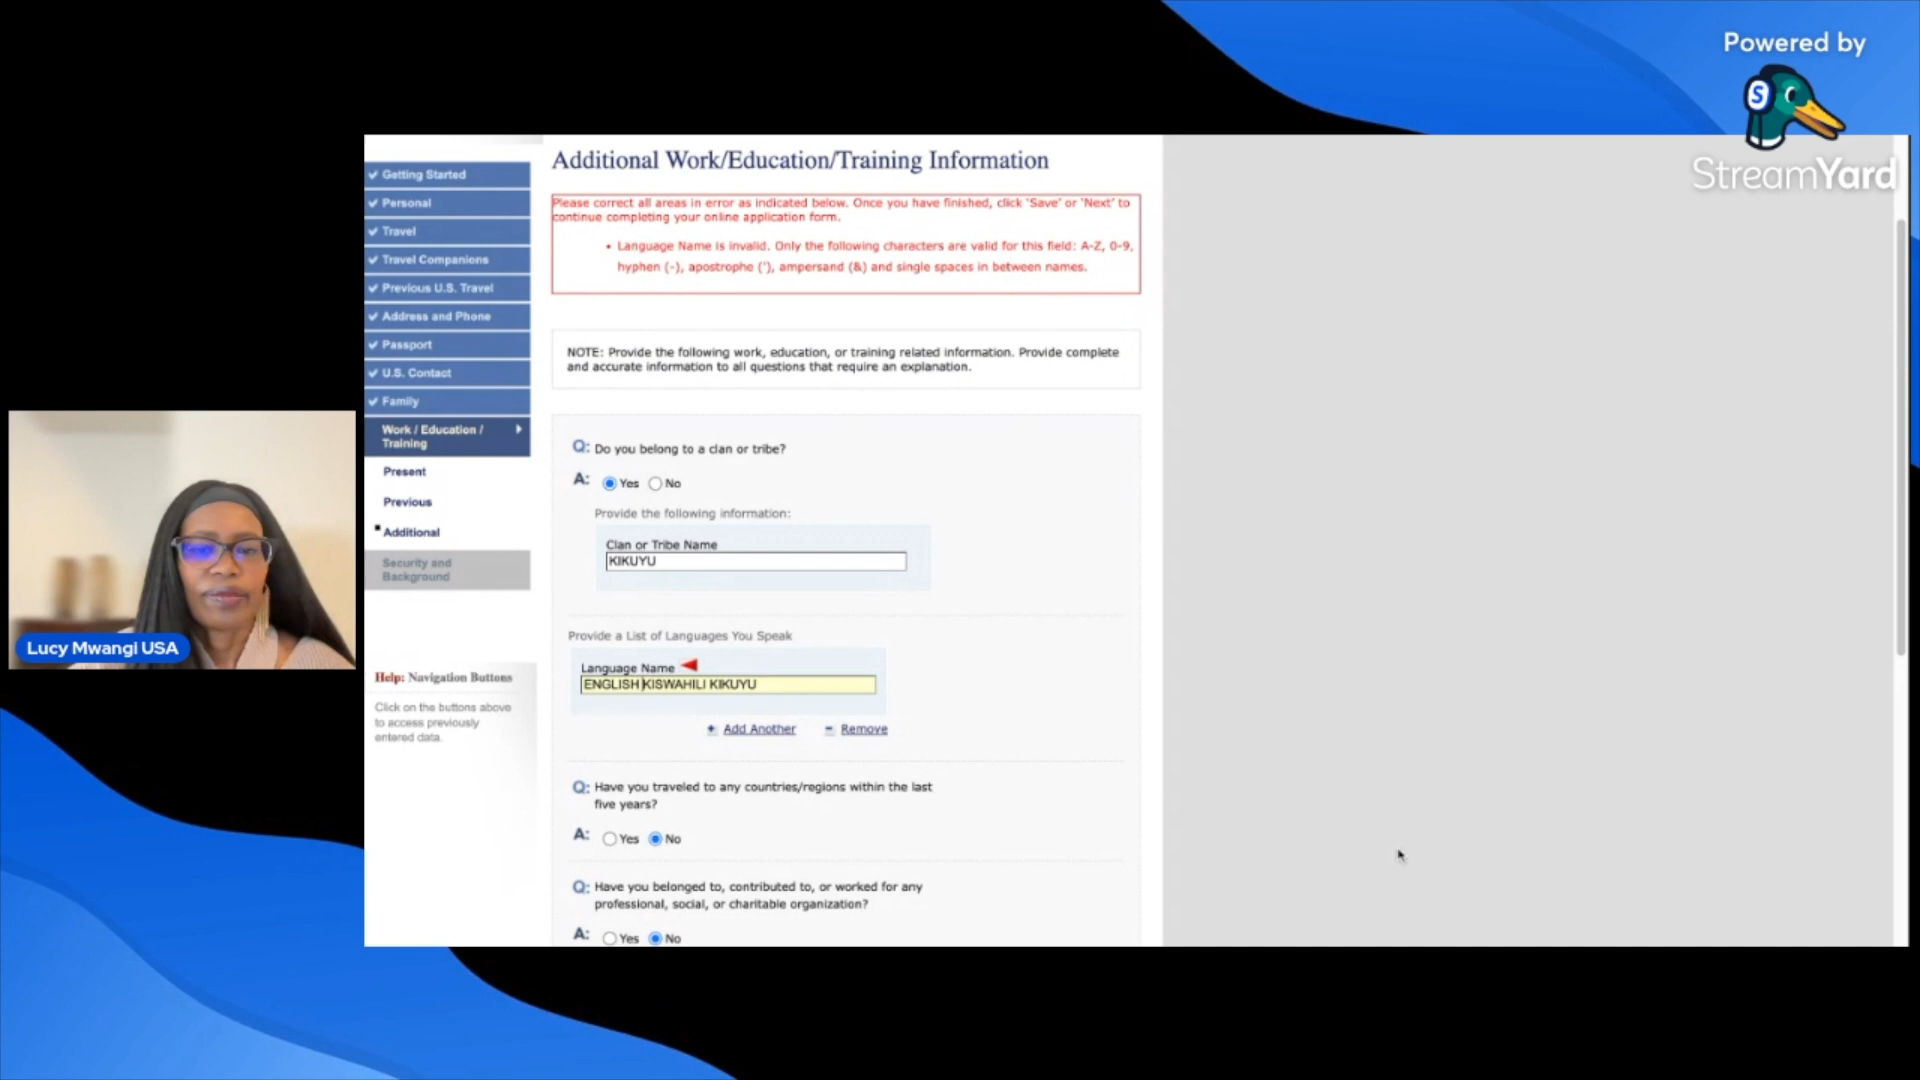 Powered by
StreamYard
Additional Work/Education/Training Information
Please correct all areas in error as indicated below. Once you have finished, click 'Save' or 'Next' to
continue completing your online application form.
• Language Name is invalid. Only the following characters are valid for this field: A-Z, 0-9,
hyphen (-), apostrophe ('), ampersand (&) and single spaces in between names.
NOTE: Provide the following work, education, or training related information. Provide complete
and accurate information to all questions that require an explanation.
Getting Started
Personal
Travel
Travel Companions
Previous U.S. Travel
Address and Phone
Passport
U.S. Contact
Family
Work / Education /
Training
Present
Previous
Additional
Security and
Background
Help: Navigation Buttons
Click on the buttons above
to access previously
entered data.
Q: Do you belong to a clan or tribe?
A: Yes No
Provide the following information:
Clan or Tribe Name
KIKUYU
Provide a List of Languages You Speak
Language Name
ENGLISH KISWAHILI KIKUYU
Add Another Remove
Q: Have you traveled to any countries/regions within the last
five years?
A: Yes No
Q: Have you belonged to, contributed to, or worked for any
professional, social, or charitable organization?
A: Yes No
Lucy Mwangi USA